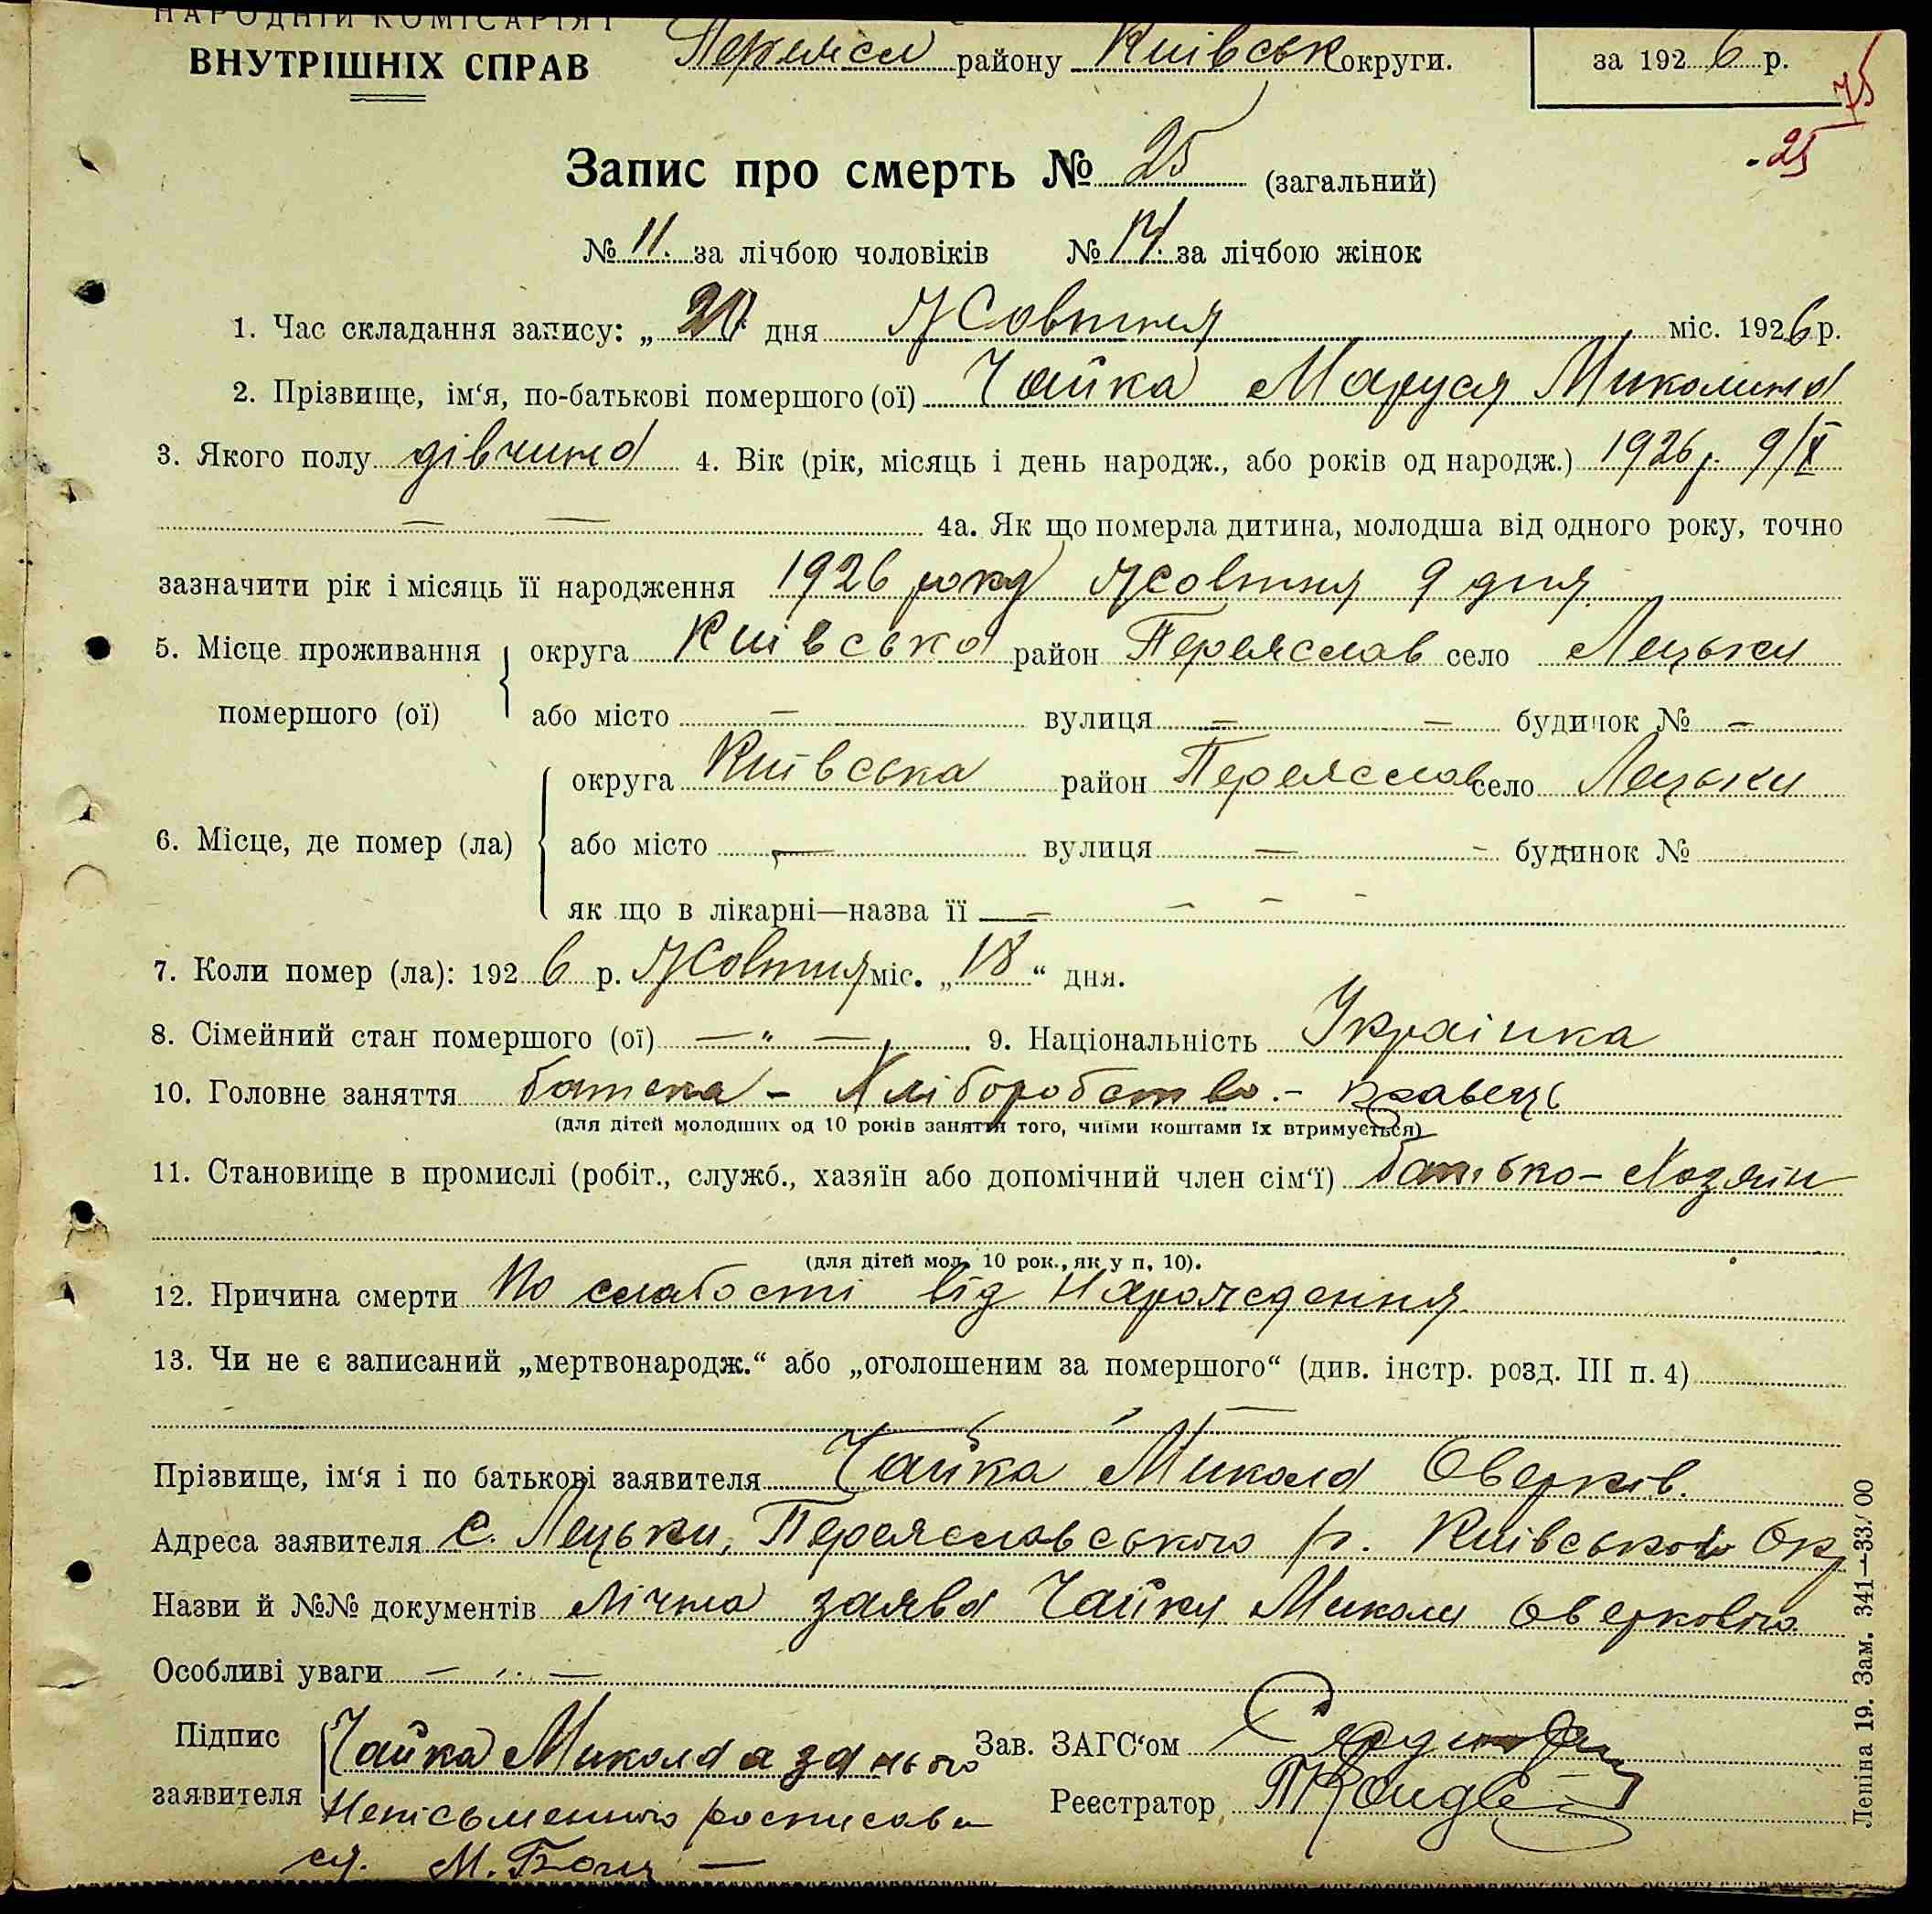 НАРОДНІЙ КОМІСАРІЯТ
ВНУТРІШНІХ СПРАВ
району Київськ округи.
за 1926 р.
75
25
Запис про смерть № 25 (загальний)
№ 11. за лічбою чоловіків № 14. за лічбою жінок
1. Час складання запису: „ 20 дня Жовтня міс. 1926 р.
2. Прізвище, ім‘я, по-батькові помершого (ої) Чайка Маруся Миколина
3. Якого полу дівчина 4. Вік (рік, місяць і день народж., або років од народж.) 1926 р. 9/X
— — 4а. Як що померла дитина, молодша від одного року, точно
зазначити рік і місяць її народження 1926 року Жовтня 9 дня.
5. Місце проживання помершого (ої) округа Київська район Переяслав село Лецьки
або місто — вулиця — — будинок № —
6. Місце, де помер (ла) округа Київська район Переяслав село Лецьки
або місто — вулиця — - будинок №
як що в лікарні—назва її — - - -
7. Коли помер (ла): 1926 р. Жовтня міс. „ 18 “ дня.
8. Сімейний стан помершого (ої) — " — . 9. Національність Українка
10. Головне заняття батька - Хліборобство. - кравець
(для дітей молодших од 10 років заняття того, чиїми коштами їх втримується)
11. Становище в промислі (робіт., служб., хазяїн або допомічний член сім‘ї) батько - Хозяїн
(для дітей мол. 10 рок., як у п. 10).
12. Причина смерти По слабості від Народження
13. Чи не є записаний „мертвонародж.“ або „оголошеним за помершого“ (див. інстр. розд. III п. 4)
Прізвище, ім‘я і по батькові заявителя Чайка Микола Оверків.
Адреса заявителя с. Лецьки, Переяславського р. Київської Окр
Назви й №№ документів Лічна заява Чайки Миколи Оверкового
Особливі уваги — .. —
Підпис заявителя Чайка Микола а за нього
Неписьменного росписав
ся. М.
Зав. ЗАГС‘ом
Реєстратор
Леніна 19. Зам. 341—33.00